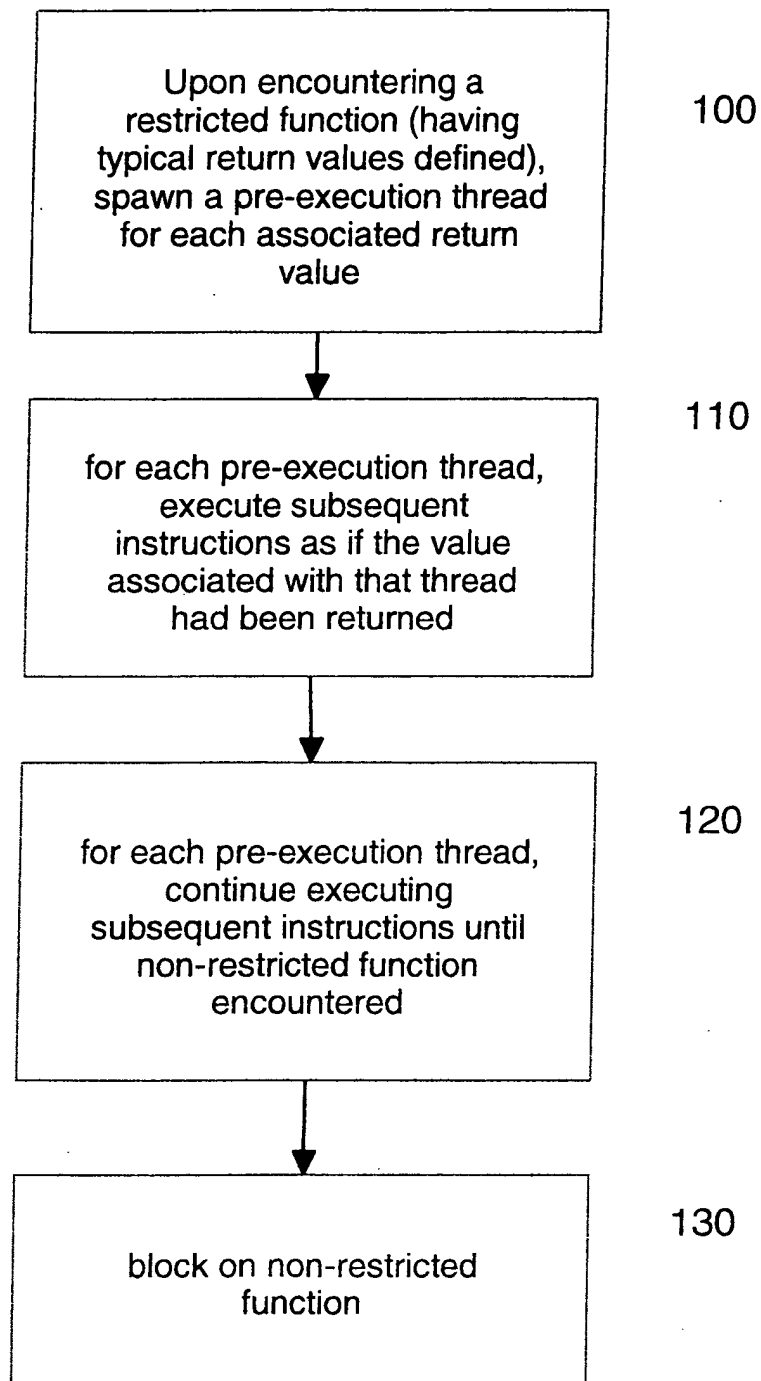 Upon encountering a
restricted function (having
typical return values defined),
spawn a pre-execution thread
for each associated return
value
100
for each pre-execution thread,
execute subsequent
instructions as if the value
associated with that thread
had been returned
110
for each pre-execution thread,
continue executing
subsequent instructions until
non-restricted function
encountered
120
block on non-restricted
function
130